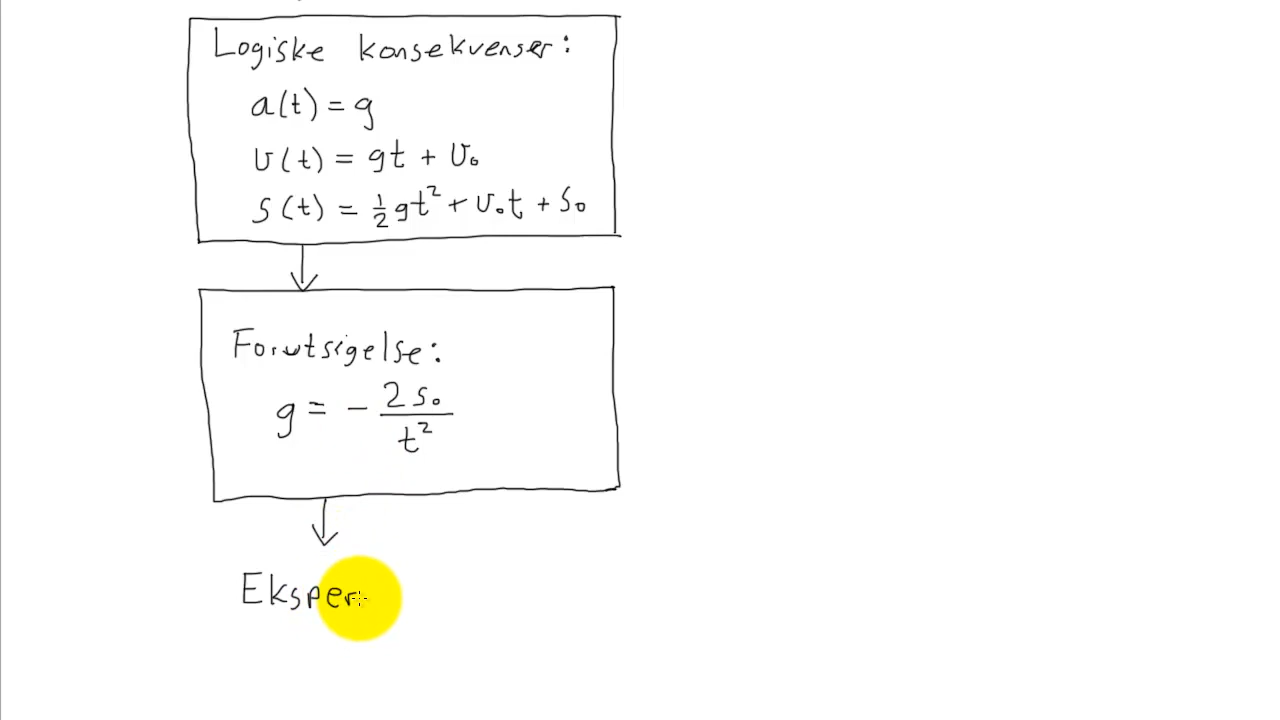 Logiske konsekvenser:
a(t) = g
v(t) = gt + v₀
s(t) = ½gt² + v₀t + s₀
Forutsigelse:
g = - 2s₀/t²
Eksper